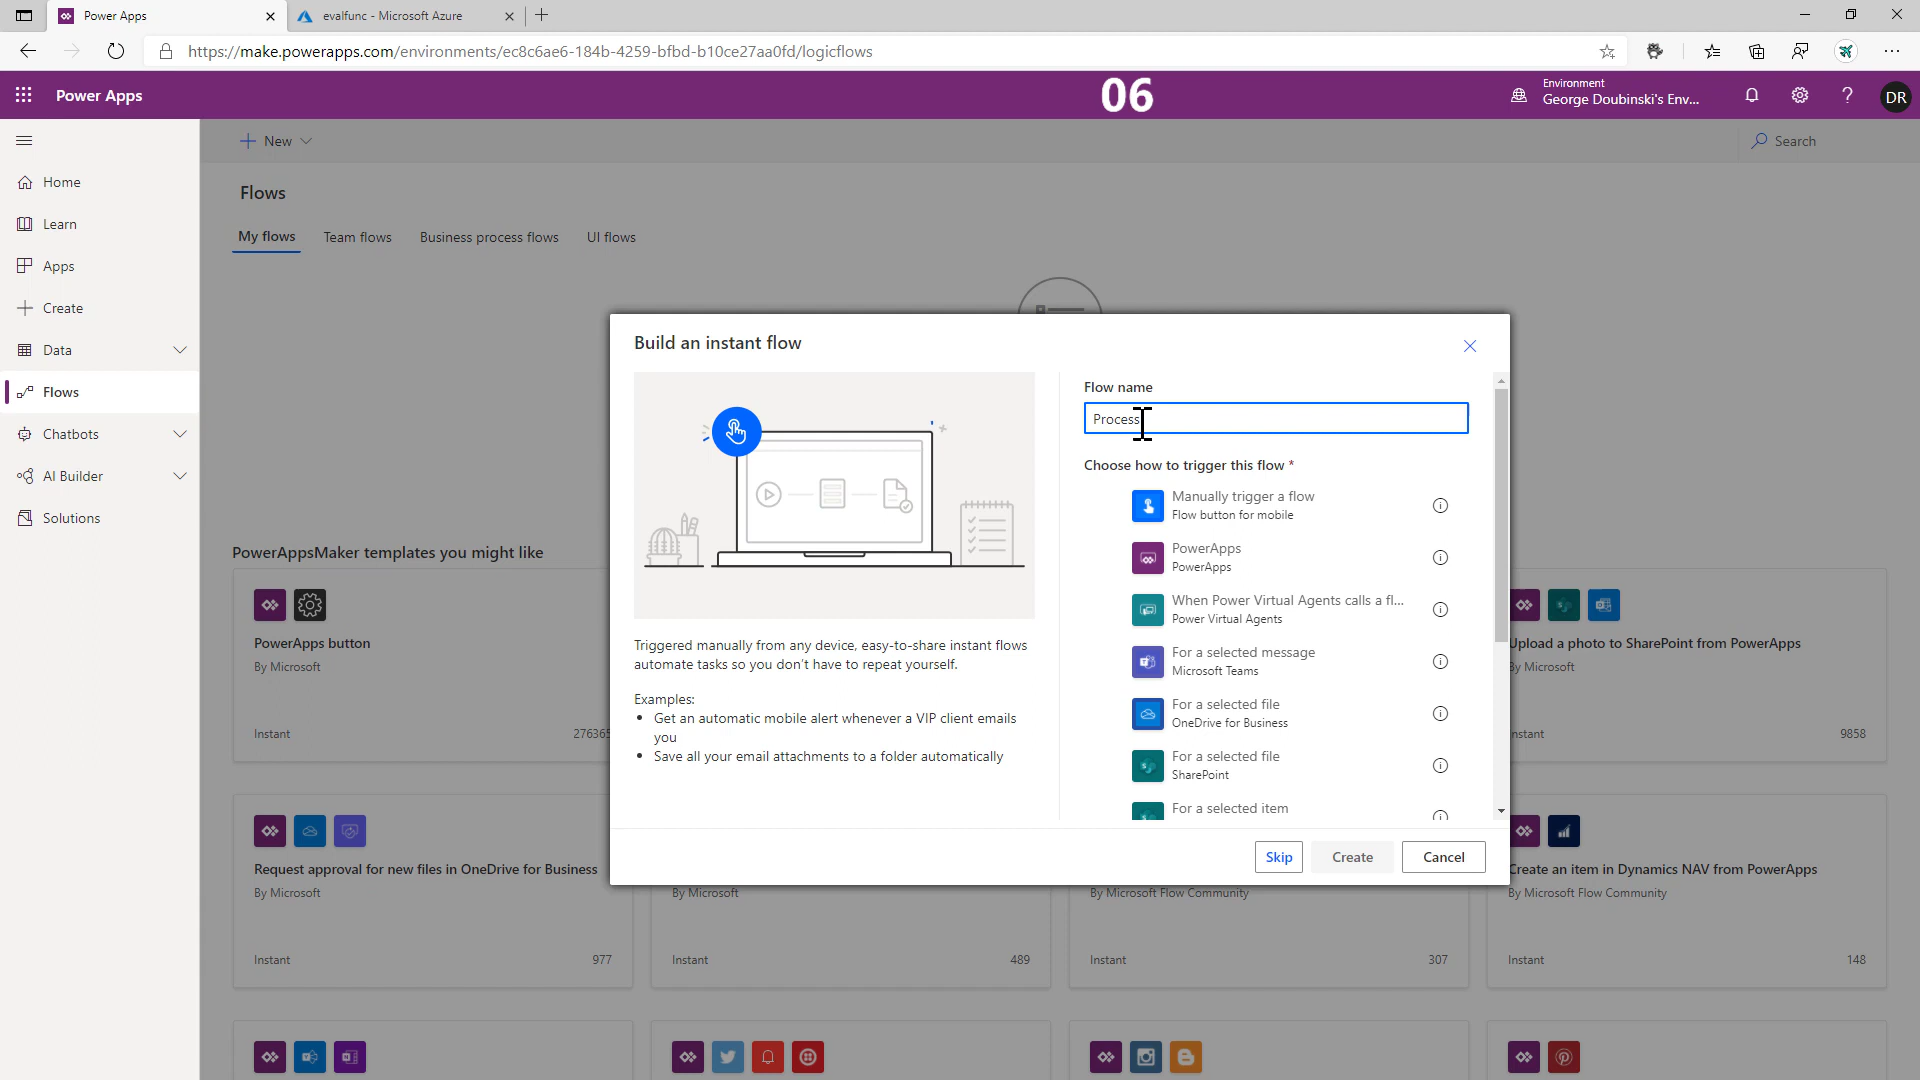 Power Apps
evalfunc - Microsoft Azure
https://make.powerapps.com/environments/ec8c6ae6-184b-4259-bfbd-b10ce27aa0fd/logicflows
Power Apps
06
Environment
George Doubinski's Env...
DR
New
Search
Home
Learn
Apps
Create
Data
Flows
Chatbots
AI Builder
Solutions
Flows
My flows
Team flows
Business process flows
UI flows
Build an instant flow
Flow name
Process
Choose how to trigger this flow *
Manually trigger a flow
Flow button for mobile
PowerApps
PowerApps
When Power Virtual Agents calls a fl...
Power Virtual Agents
For a selected message
Microsoft Teams
For a selected file
OneDrive for Business
For a selected file
SharePoint
For a selected item
Triggered manually from any device, easy-to-share instant flows
automate tasks so you don't have to repeat yourself.
Examples:
• Get an automatic mobile alert whenever a VIP client emails
you
• Save all your email attachments to a folder automatically
Skip
Create
Cancel
PowerAppsMaker templates you might like
PowerApps button
By Microsoft
Instant
276365
Upload a photo to SharePoint from PowerApps
By Microsoft
Instant
9858
Request approval for new files in OneDrive for Business
By Microsoft
Instant
977
By Microsoft
Instant
489
By Microsoft Flow Community
Instant
307
Create an item in Dynamics NAV from PowerApps
By Microsoft Flow Community
Instant
148